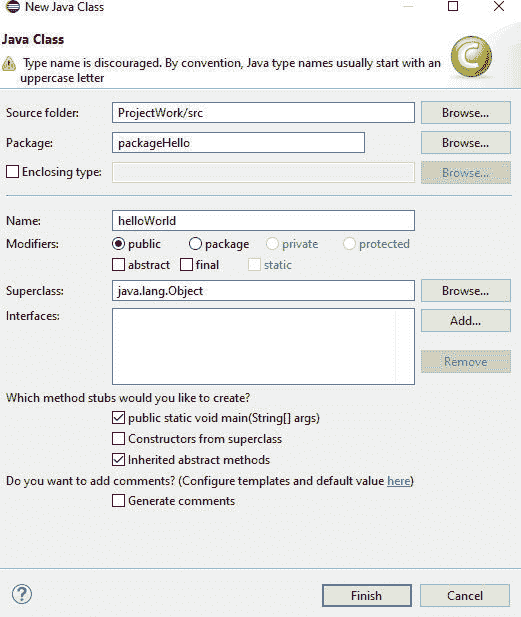 New Java Class
Java Class
Type name is discouraged. By convention, Java type names usually start with an
uppercase letter
Source folder: ProjectWork/src Browse...
Package: packageHello Browse...
Enclosing type: Browse...
Name: helloWorld
Modifiers: public package private protected
abstract final static
Superclass: java.lang.Object Browse...
Interfaces: Add...
Remove
Which method stubs would you like to create?
public static void main(String[] args)
Constructors from superclass
Inherited abstract methods
Do you want to add comments? (Configure templates and default value here)
Generate comments
? Finish Cancel